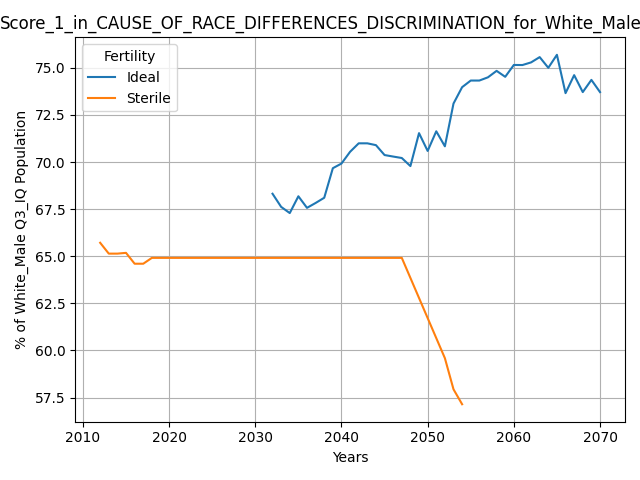 Score_1_in_CAUSE_OF_RACE_DIFFERENCES_DISCRIMINATION_for_White_Male
Fertility
Ideal
Sterile
% of White_Male Q3_IQ Population
75.0
72.5
70.0
67.5
65.0
62.5
60.0
57.5
2010 2020 2030 2040 2050 2060 2070
Years